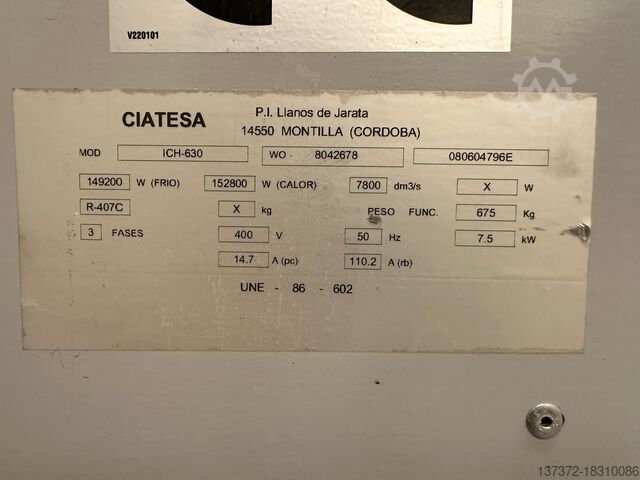 V220101
CIATESA
P.I. Llanos de Jarata
14550 MONTILLA (CORDOBA)
MOD ICH-630 WO - 8042678 080604796E
149200 W (FRIO) 152800 W (CALOR) 7800 dm3/s X W
R-407C X kg PESO FUNC. 675 Kg
3 FASES 400 V 50 Hz 7.5 kW
14.7 A (pc) 110.2 A (rb)
UNE - 86 - 602
137372-18310086